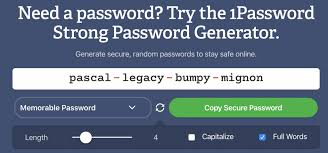 Need a password? Try the 1Password
Strong Password Generator.
Generate secure, random passwords to stay safe online.
pascal-legacy-bumpy-mignon
Memorable Password
Copy Secure Password
Length 4 Capitalize Full Words